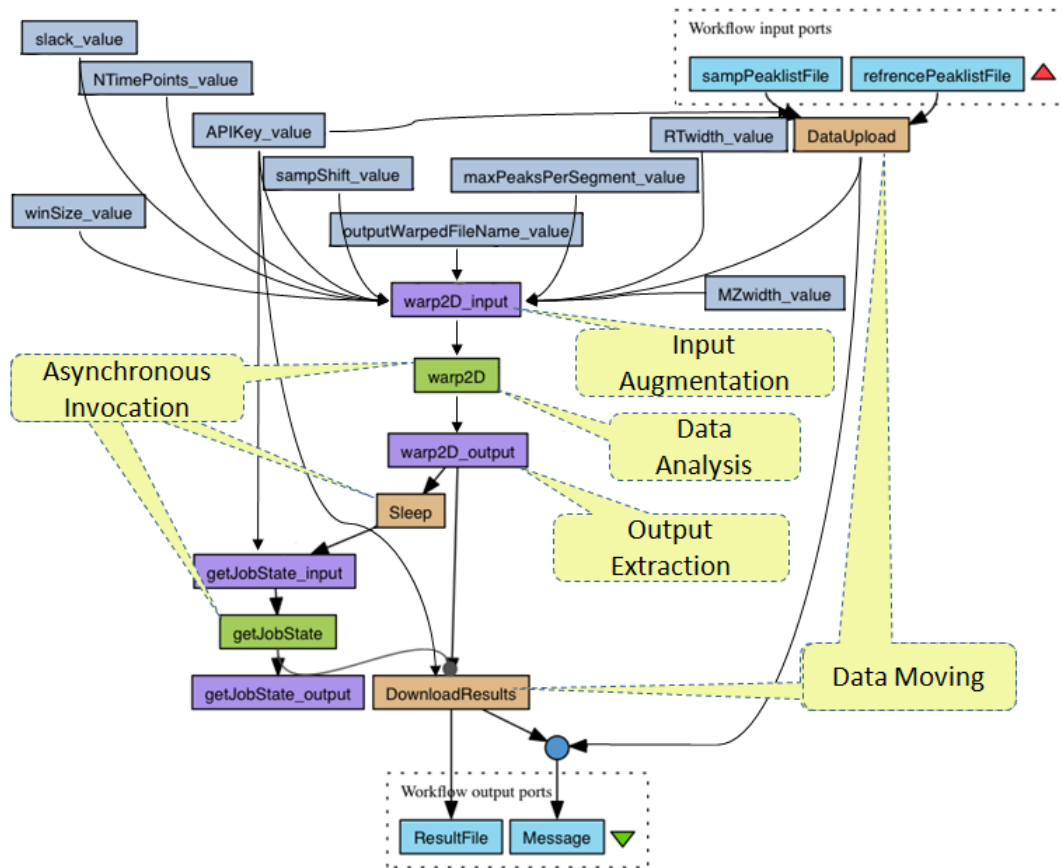 slack_value
Workflow input ports
NTimePoints_value
sampPeaklistFile
refrencePeaklistFile
APIKey_value
RTwidth_value
DataUpload
sampShift_value
maxPeaksPerSegment_value
winSize_value
outputWarpedFileName_value
warp2D_input
MZwidth_value
Input
Augmentation
Asynchronous
Invocation
warp2D
Data
Analysis
warp2D_output
Sleep
Output
Extraction
getJobState_input
getJobState
Data Moving
getJobState_output
DownloadResults
Workflow output ports
ResultFile
Message